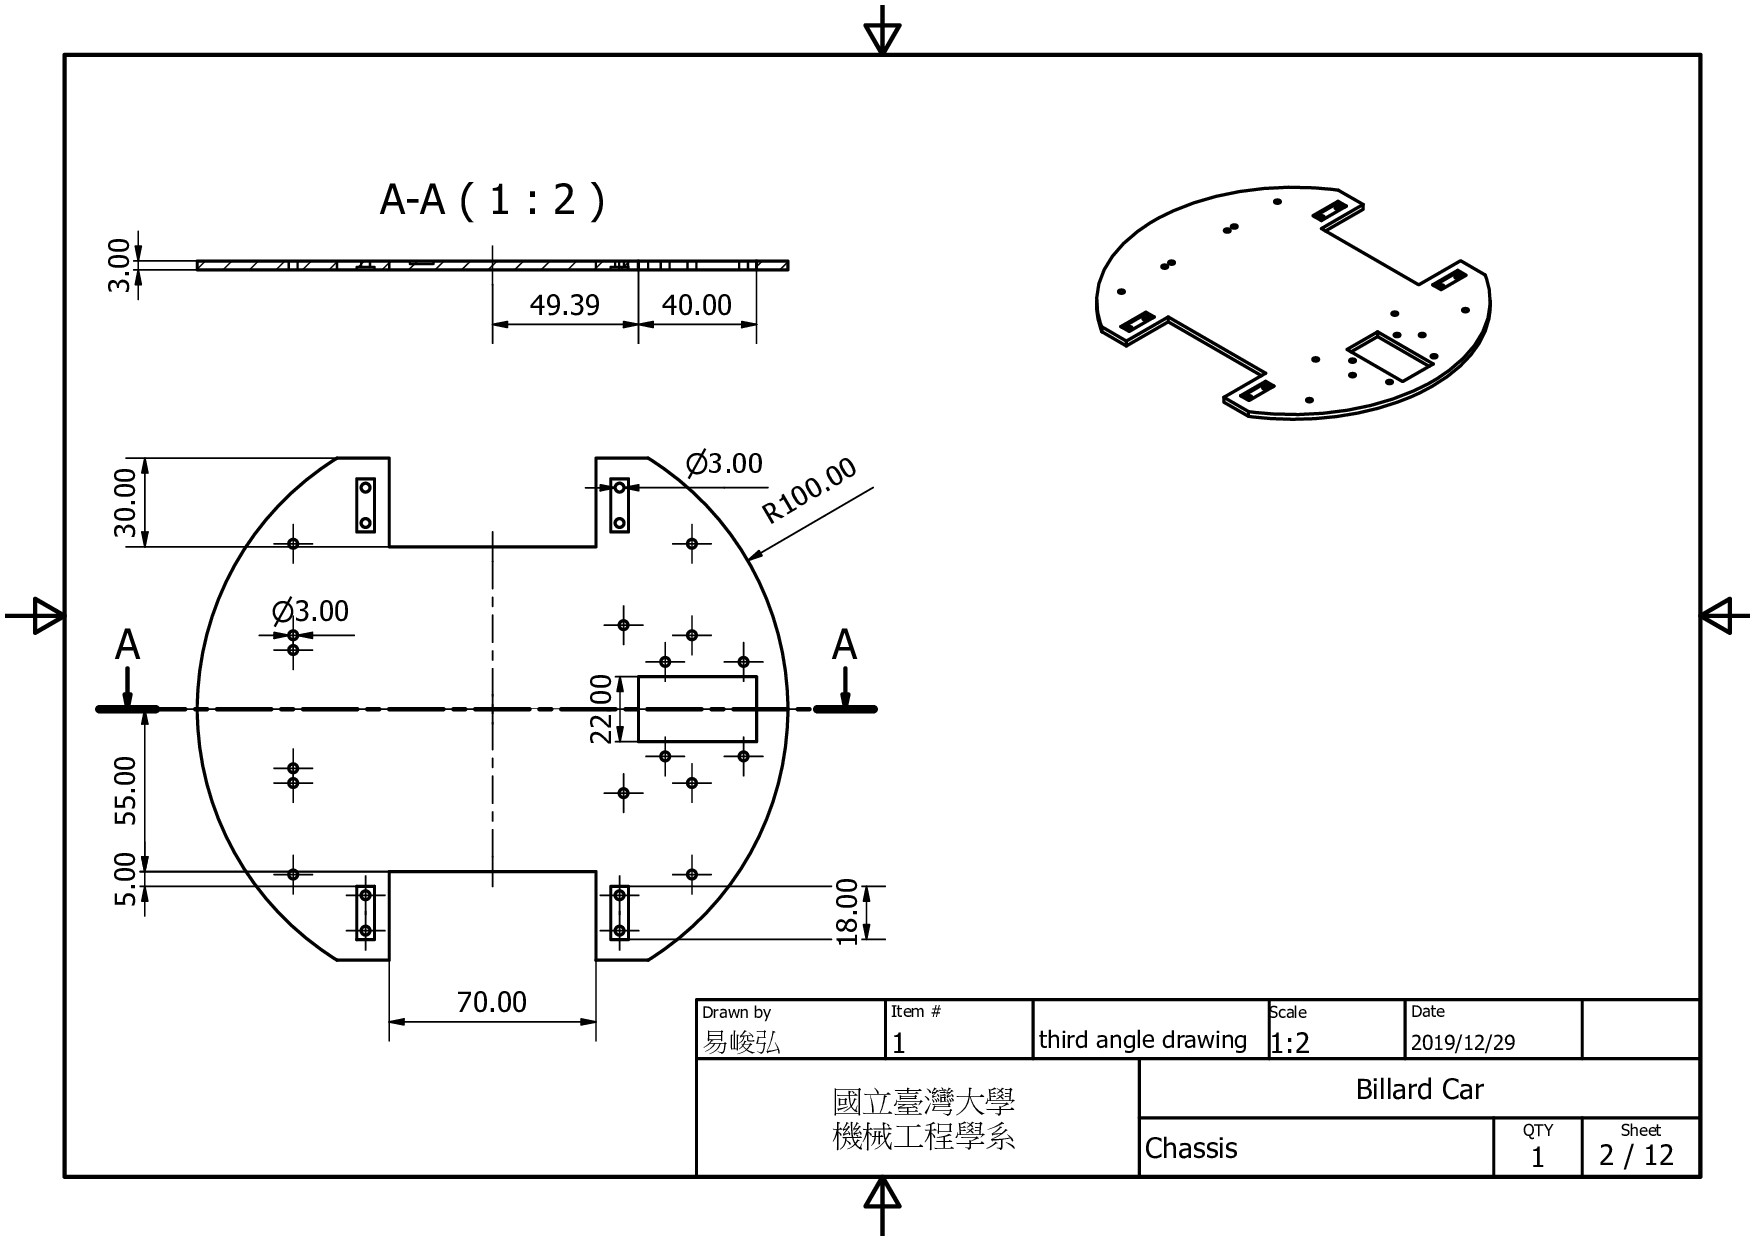 A-A ( 1 : 2 )
3.00
49.39
40.00
30.00
Ø3.00
R100.00
Ø3.00
A
A
22.00
55.00
5.00
18.00
70.00
Drawn by
易峻弘
Item #
1
third angle drawing
Scale
1:2
Date
2019/12/29
國立臺灣大學
機械工程學系
Billard Car
Chassis
QTY
1
Sheet
2 / 12